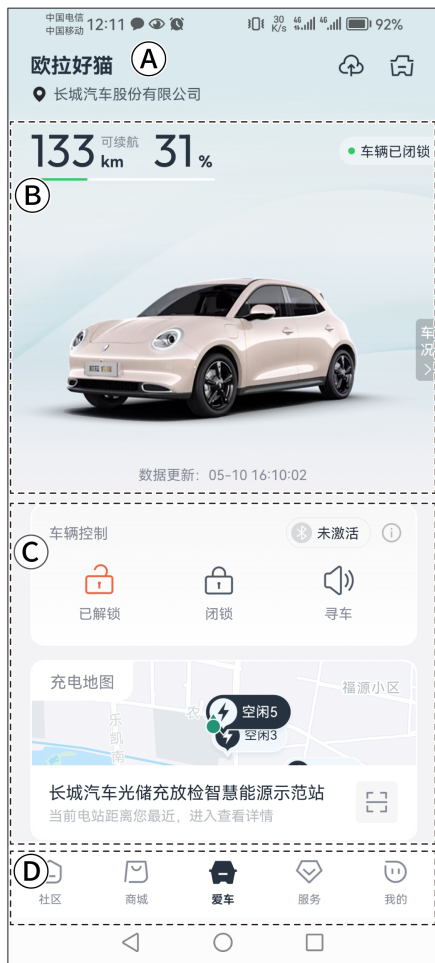 中国电信
中国移动 12:11 30 K/s 46 46 92%
欧拉好猫 A
长城汽车股份有限公司
133 可续航 km 31 % 车辆已闭锁
B
车况
数据更新：05-10 16:10:02
车辆控制 未激活
C
已解锁 闭锁 寻车
充电地图
福源小区
空闲5
农
乐凯南
空闲3
长城汽车光储充放检智慧能源示范站
当前电站距离您最近，进入查看详情
D
社区 商城 爱车 服务 我的